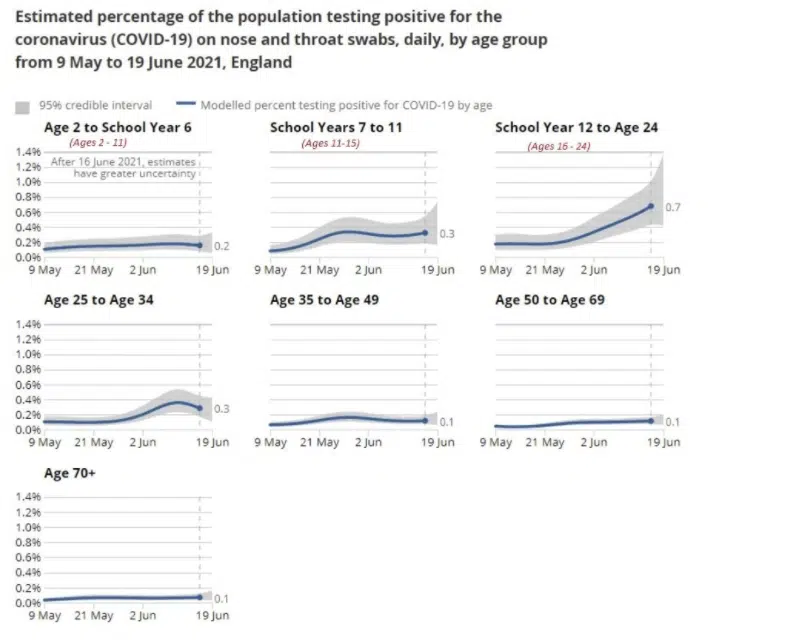 Estimated percentage of the population testing positive for the
coronavirus (COVID-19) on nose and throat swabs, daily, by age group
from 9 May to 19 June 2021, England
95% credible interval
Modelled percent testing positive for COVID-19 by age
Age 2 to School Year 6
(Ages 2 - 11)
1.4%
1.2%
1.0%
0.8%
0.6%
0.4%
0.2%
0.0%
After 16 June 2021, estimates
have greater uncertainty
0.2
9 May 21 May 2 Jun 19 Jun
School Years 7 to 11
(Ages 11-15)
0.3
9 May 21 May 2 Jun 19 Jun
School Year 12 to Age 24
(Ages 16 - 24)
0.7
9 May 21 May 2 Jun 19 Jun
Age 25 to Age 34
1.4%
1.2%
1.0%
0.8%
0.6%
0.4%
0.2%
0.0%
0.3
9 May 21 May 2 Jun 19 Jun
Age 35 to Age 49
0.1
9 May 21 May 2 Jun 19 Jun
Age 50 to Age 69
0.1
9 May 21 May 2 Jun 19 Jun
Age 70+
1.4%
1.2%
1.0%
0.8%
0.6%
0.4%
0.2%
0.0%
0.1
9 May 21 May 2 Jun 19 Jun